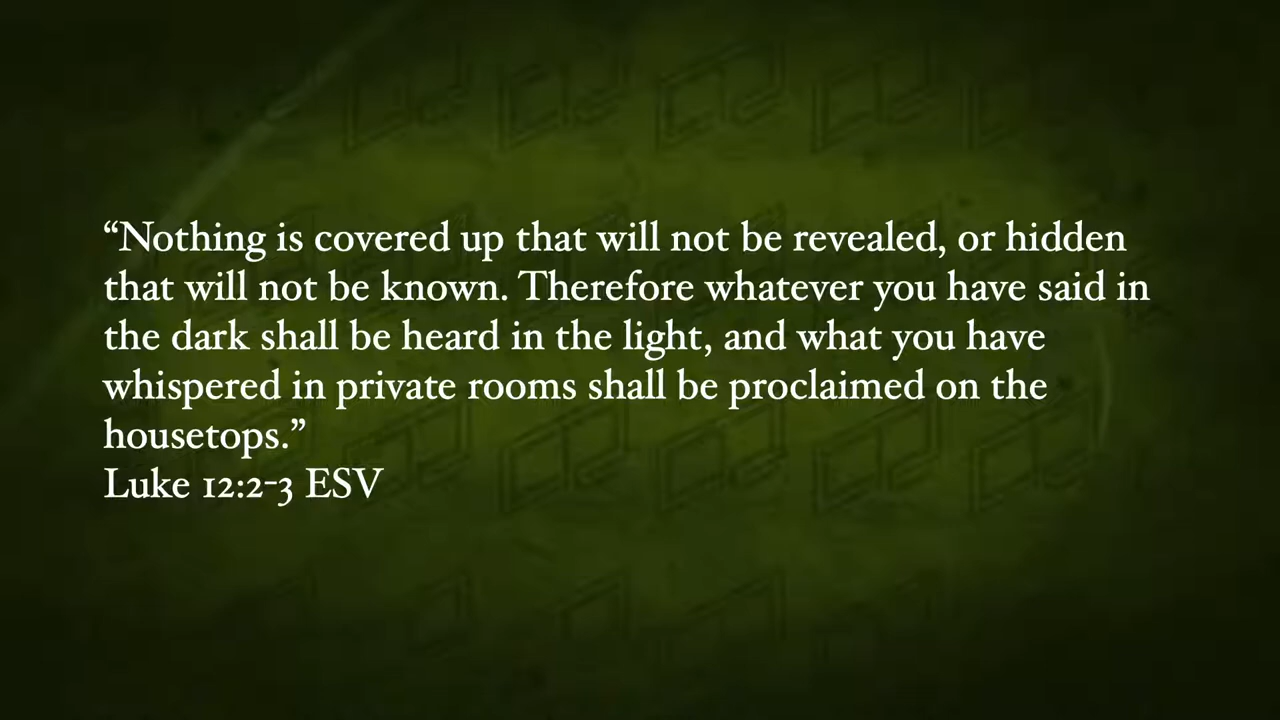 “Nothing is covered up that will not be revealed, or hidden
that will not be known. Therefore whatever you have said in
the dark shall be heard in the light, and what you have
whispered in private rooms shall be proclaimed on the
housetops.”
Luke 12:2-3 ESV